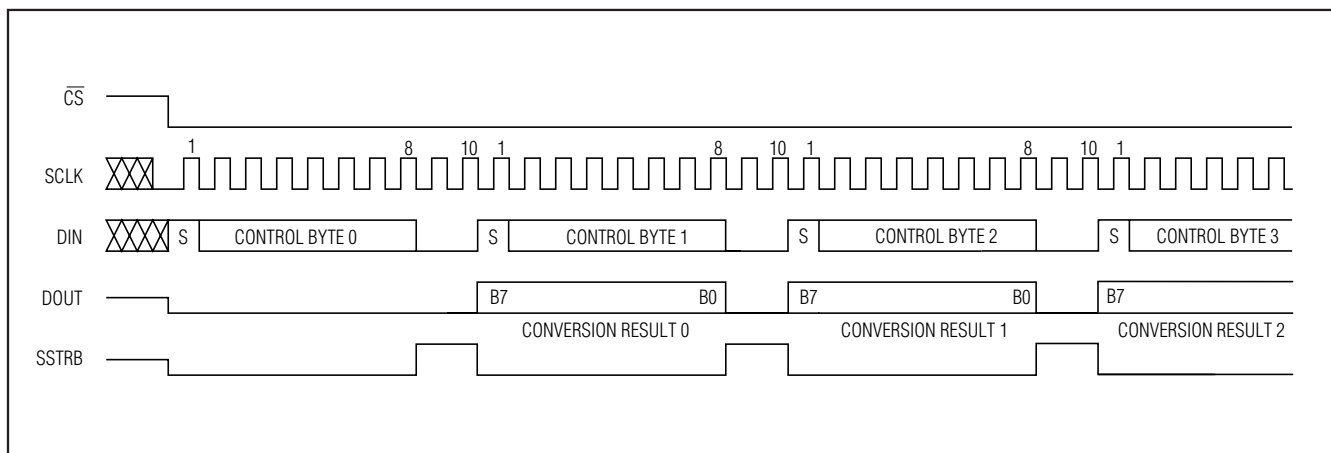 CS
1 8 10 1 8 10 1 8 10 1
SCLK
DIN S CONTROL BYTE 0 S CONTROL BYTE 1 S CONTROL BYTE 2 S CONTROL BYTE 3
DOUT B7 B0 B7 B0 B7
CONVERSION RESULT 0 CONVERSION RESULT 1 CONVERSION RESULT 2
SSTRB